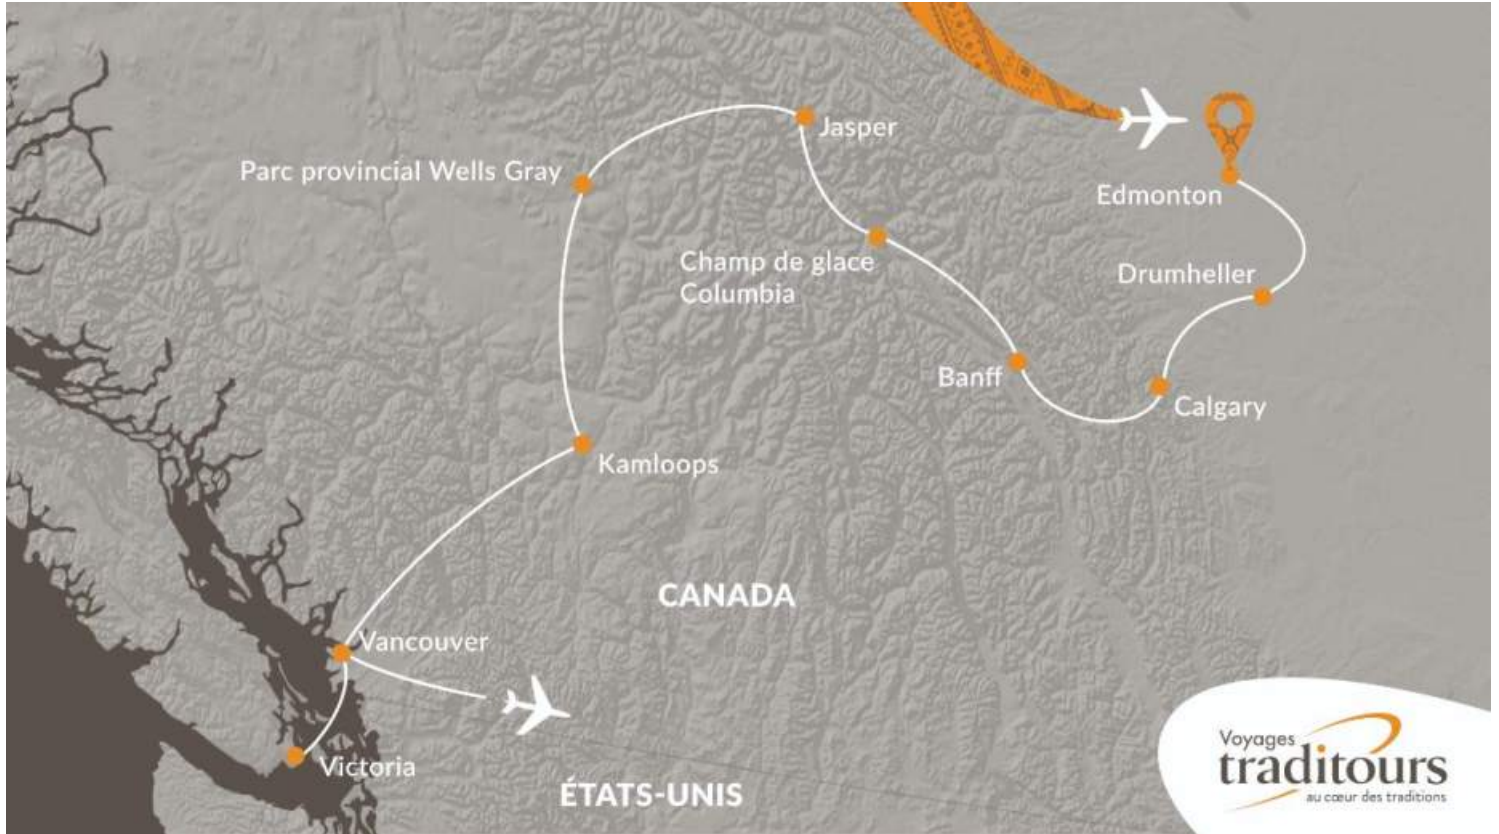 Jasper
Parc provincial Wells Gray
Edmonton
Champ de glace
Columbia
Drumheller
Banff
Calgary
Kamloops
CANADA
Vancouver
Victoria
ÉTATS-UNIS
Voyages
traditours
au cœur des traditions